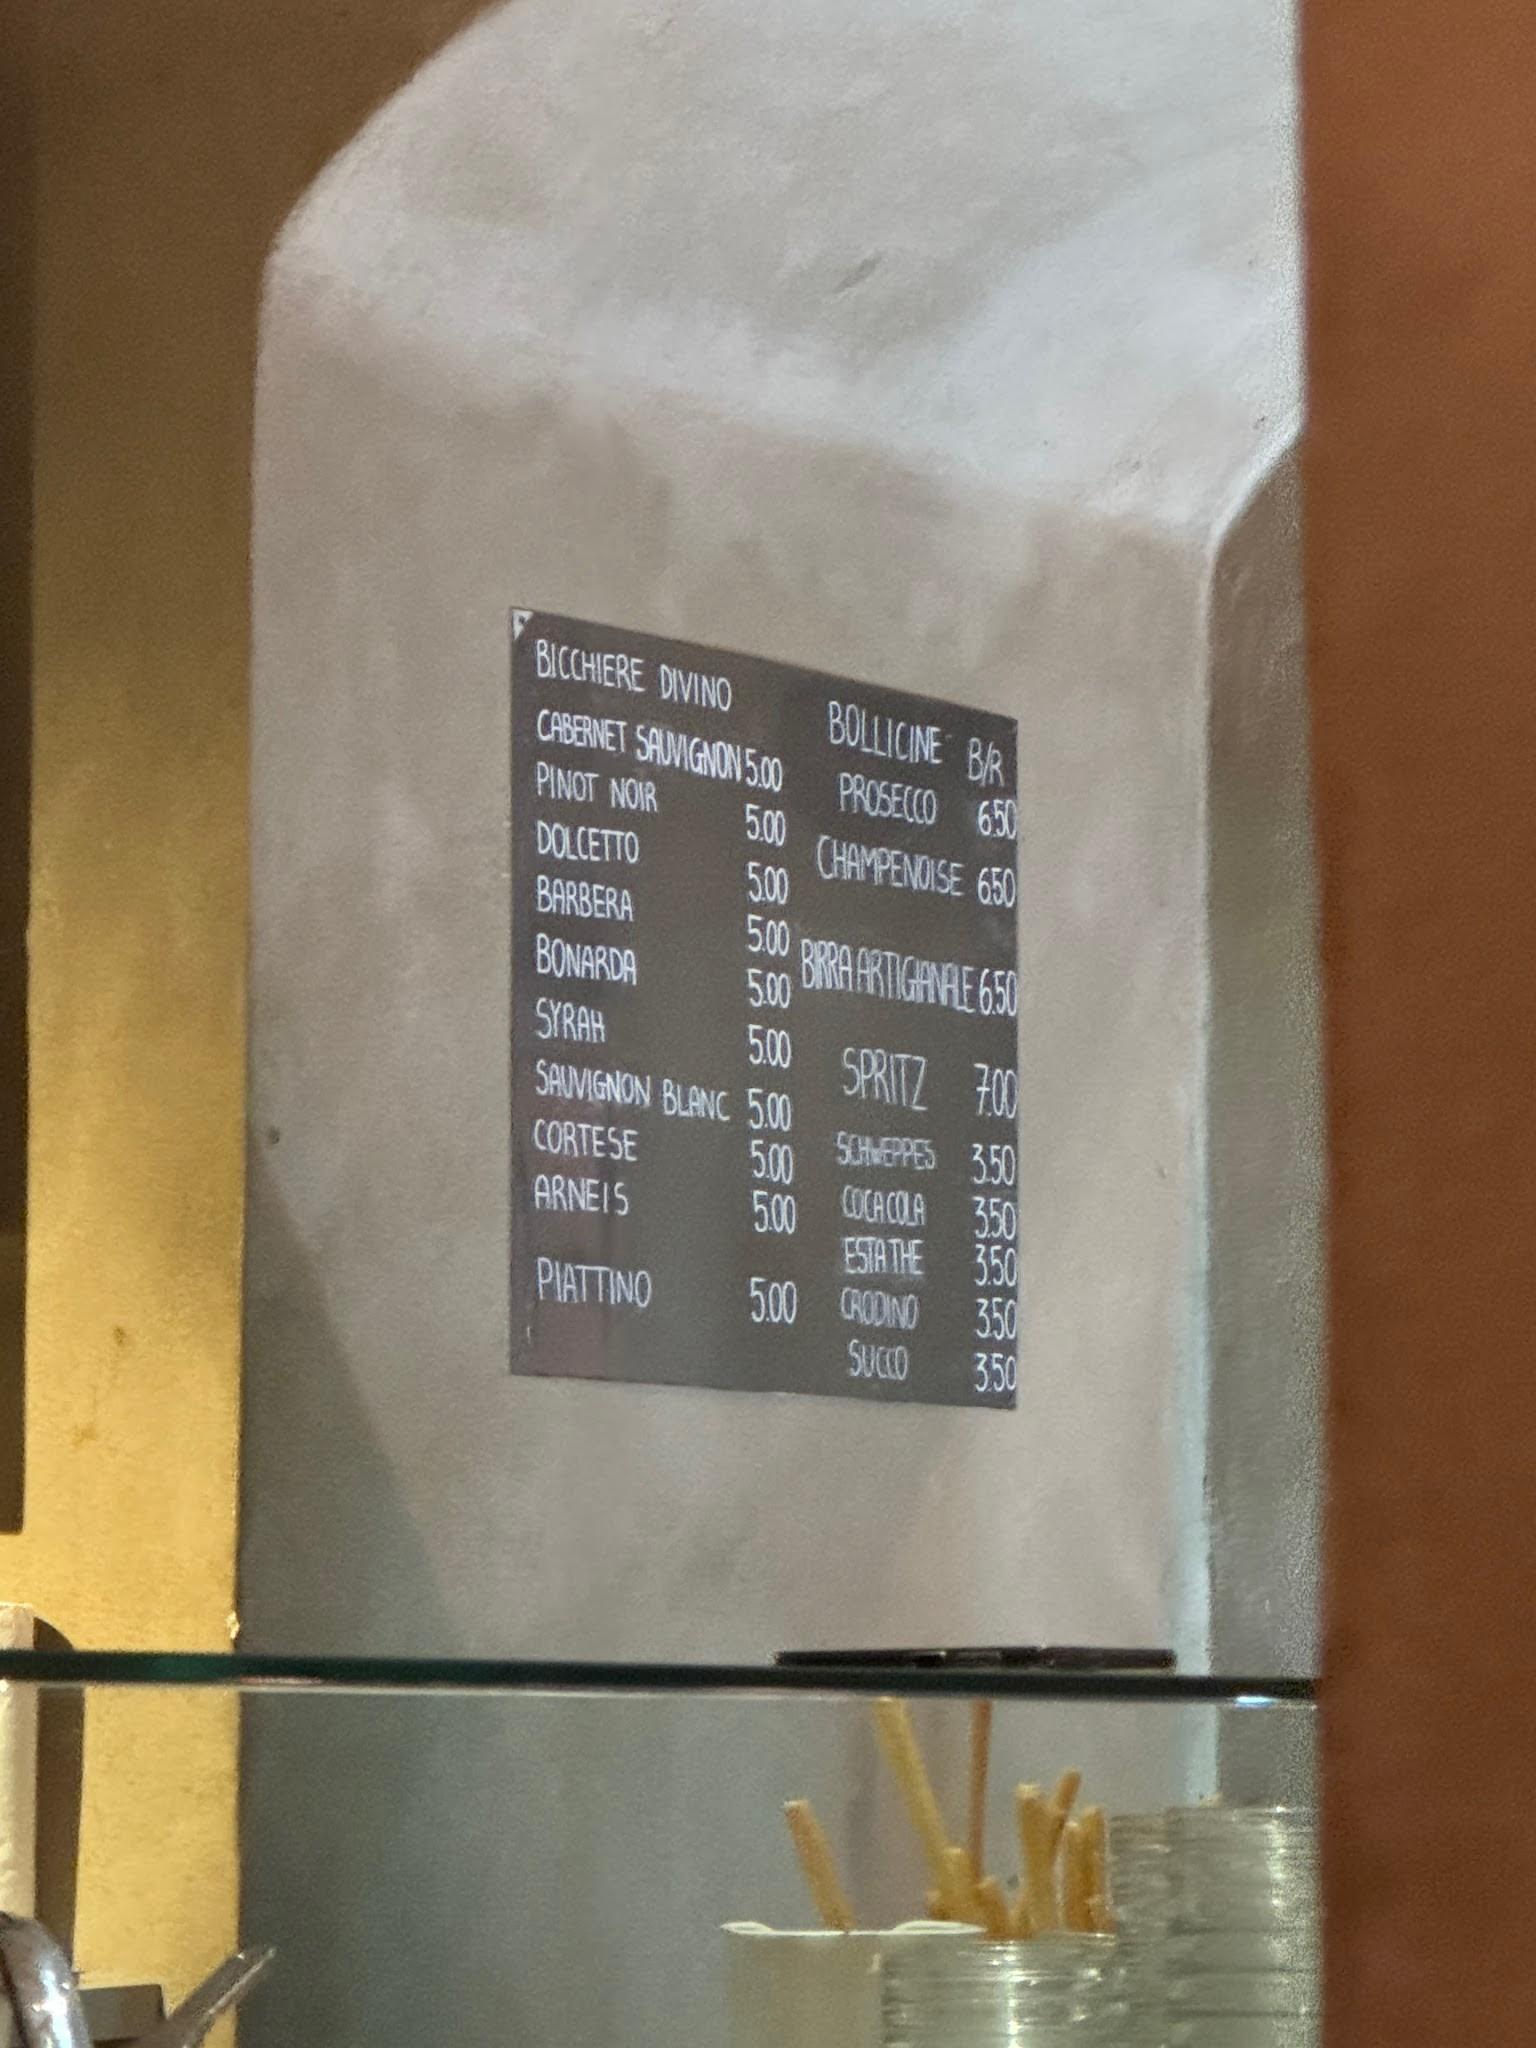 BICCHIERE DIVINO
CABERNET SAUVIGNON 5.00
PINOT NOIR 5.00
DOLCETTO 5.00
BARBERA 5.00
BONARDA 5.00
SYRAH 5.00
SAUVIGNON BLANC 5.00
CORTESE 5.00
ARNEIS 5.00
PIATTINO 5.00
BOLLICINE B/R
PROSECCO 6.50
CHAMPENOISE 6.50
BIRRA ARTIGIANALE 6.50
SPRITZ 7.00
SCHWEPPES 3.50
COCA COLA 3.50
ESTATHE 3.50
CRODINO 3.50
SUCCO 3.50